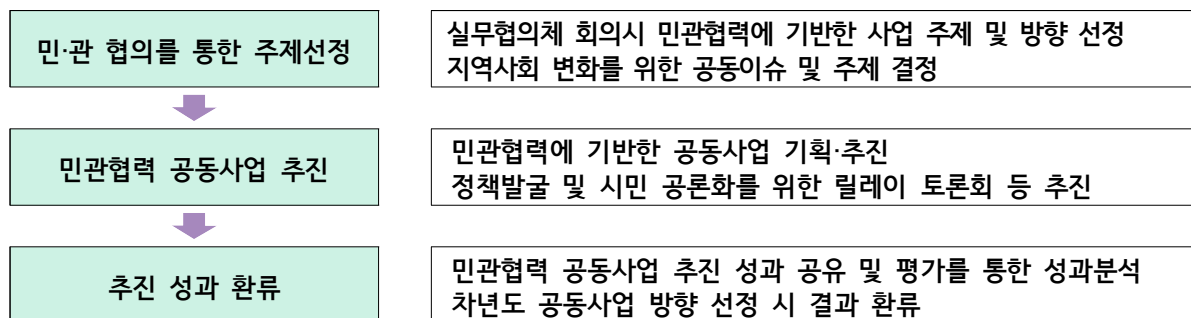 민·관 협의를 통한 주제선정
실무협의체 회의시 민관협력에 기반한 사업 주제 및 방향 선정
지역사회 변화를 위한 공동이슈 및 주제 결정
민관협력 공동사업 추진
민관협력에 기반한 공동사업 기획·추진
정책발굴 및 시민 공론화를 위한 릴레이 토론회 등 추진
추진 성과 환류
민관협력 공동사업 추진 성과 공유 및 평가를 통한 성과분석
차년도 공동사업 방향 선정 시 결과 환류